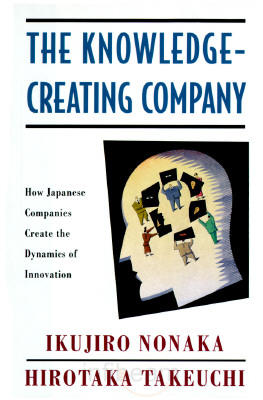 THE KNOWLEDGE-
CREATING COMPANY
How Japanese
Companies
Create the
Dynamics of
Innovation
IKUJIRO NONAKA
HIROTAKA TAKEUCHI